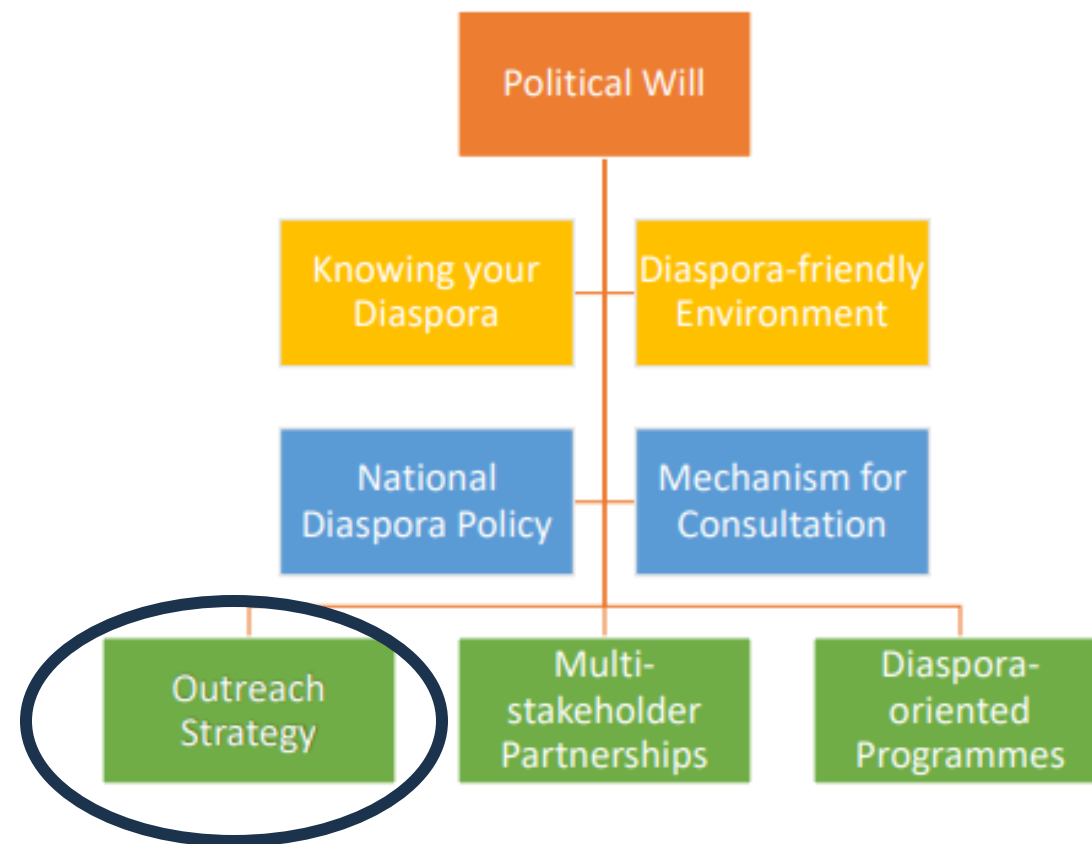 Political Will
Knowing your
Diaspora
Diaspora-friendly
Environment
National
Diaspora Policy
Mechanism for
Consultation
Outreach
Strategy
Multi-
stakeholder
Partnerships
Diaspora-
oriented
Programmes